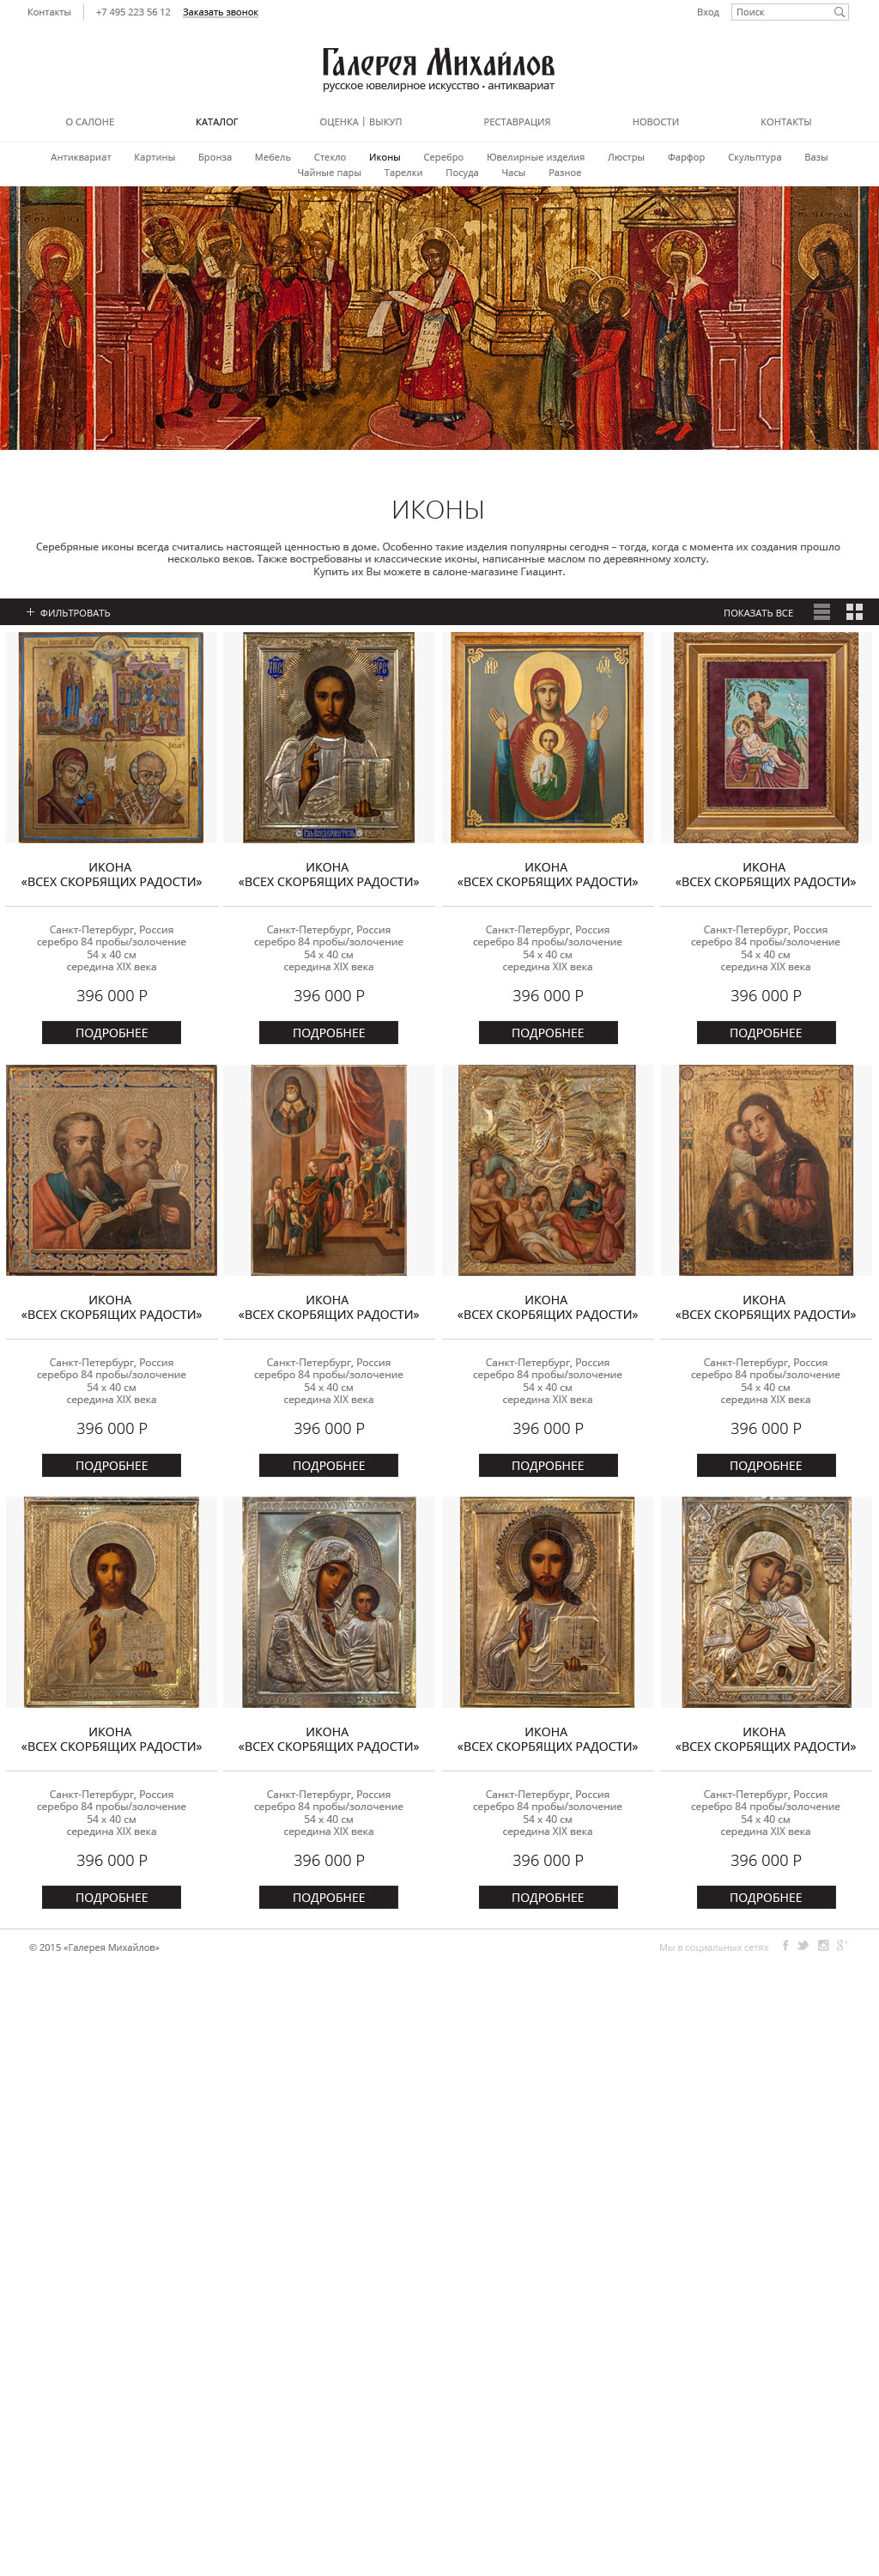 Контакты +7 495 223 56 12 Заказать звонок Вход Поиск
Галерея Михайлов
русское ювелирное искусство • антиквариат
О САЛОНЕ КАТАЛОГ ОЦЕНКА | ВЫКУП РЕСТАВРАЦИЯ НОВОСТИ КОНТАКТЫ
Антиквариат Картины Бронза Мебель Стекло Иконы Серебро Ювелирные изделия Люстры Фарфор Скульптура Вазы
Чайные пары Тарелки Посуда Часы Разное
ИКОНЫ
Серебряные иконы всегда считались настоящей ценностью в доме. Особенно такие изделия популярны сегодня – тогда, когда с момента их создания прошло
несколько веков. Также востребованы и классические иконы, написанные маслом по деревянному холсту.
Купить их Вы можете в салоне-магазине Гиацинт.
+ ФИЛЬТРОВАТЬ ПОКАЗАТЬ ВСЕ
ИКОНА ИКОНА ИКОНА ИКОНА
«ВСЕХ СКОРБЯЩИХ РАДОСТИ» «ВСЕХ СКОРБЯЩИХ РАДОСТИ» «ВСЕХ СКОРБЯЩИХ РАДОСТИ» «ВСЕХ СКОРБЯЩИХ РАДОСТИ»
Санкт-Петербург, Россия Санкт-Петербург, Россия Санкт-Петербург, Россия Санкт-Петербург, Россия
серебро 84 пробы/золочение серебро 84 пробы/золочение серебро 84 пробы/золочение серебро 84 пробы/золочение
54 х 40 см 54 х 40 см 54 х 40 см 54 х 40 см
середина XIX века середина XIX века середина XIX века середина XIX века
396 000 Р 396 000 Р 396 000 Р 396 000 Р
ПОДРОБНЕЕ ПОДРОБНЕЕ ПОДРОБНЕЕ ПОДРОБНЕЕ
ИКОНА ИКОНА ИКОНА ИКОНА
«ВСЕХ СКОРБЯЩИХ РАДОСТИ» «ВСЕХ СКОРБЯЩИХ РАДОСТИ» «ВСЕХ СКОРБЯЩИХ РАДОСТИ» «ВСЕХ СКОРБЯЩИХ РАДОСТИ»
Санкт-Петербург, Россия Санкт-Петербург, Россия Санкт-Петербург, Россия Санкт-Петербург, Россия
серебро 84 пробы/золочение серебро 84 пробы/золочение серебро 84 пробы/золочение серебро 84 пробы/золочение
54 х 40 см 54 х 40 см 54 х 40 см 54 х 40 см
середина XIX века середина XIX века середина XIX века середина XIX века
396 000 Р 396 000 Р 396 000 Р 396 000 Р
ПОДРОБНЕЕ ПОДРОБНЕЕ ПОДРОБНЕЕ ПОДРОБНЕЕ
ИКОНА ИКОНА ИКОНА ИКОНА
«ВСЕХ СКОРБЯЩИХ РАДОСТИ» «ВСЕХ СКОРБЯЩИХ РАДОСТИ» «ВСЕХ СКОРБЯЩИХ РАДОСТИ» «ВСЕХ СКОРБЯЩИХ РАДОСТИ»
Санкт-Петербург, Россия Санкт-Петербург, Россия Санкт-Петербург, Россия Санкт-Петербург, Россия
серебро 84 пробы/золочение серебро 84 пробы/золочение серебро 84 пробы/золочение серебро 84 пробы/золочение
54 х 40 см 54 х 40 см 54 х 40 см 54 х 40 см
середина XIX века середина XIX века середина XIX века середина XIX века
396 000 Р 396 000 Р 396 000 Р 396 000 Р
ПОДРОБНЕЕ ПОДРОБНЕЕ ПОДРОБНЕЕ ПОДРОБНЕЕ
© 2015 «Галерея Михайлов» Мы в социальных сетях